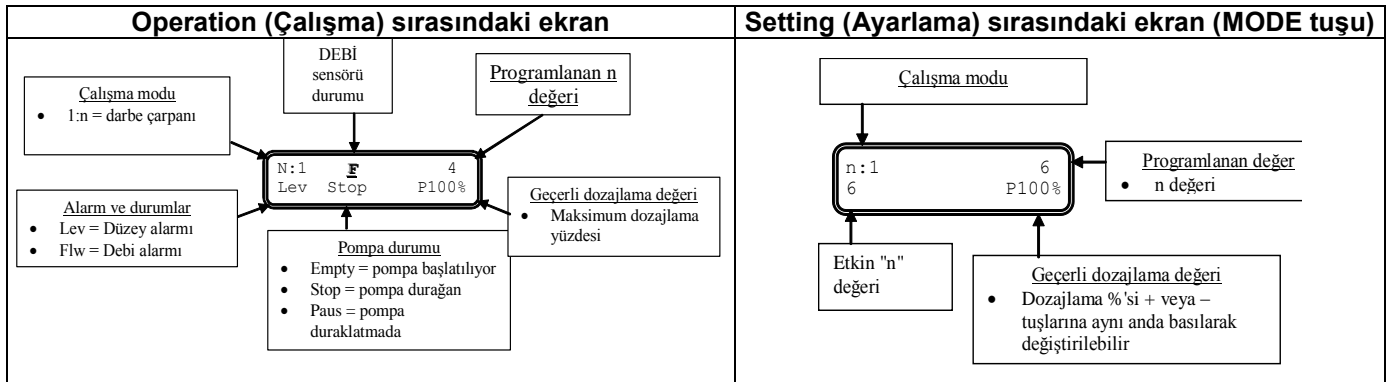 Operation (Çalışma) sırasındaki ekran
DEBİ
sensörü
durumu
Programlanan n
değeri
Çalışma modu
• 1:n = darbe çarpanı
N:1 F 4
Lev Stop P100%
Alarm ve durumlar
• Lev = Düzey alarmı
• Flw = Debi alarmı
Pompa durumu
• Empty = pompa başlatılıyor
• Stop = pompa durağan
• Paus = pompa
duraklatmada
Geçerli dozajlama değeri
• Maksimum dozajlama
yüzdesi
Setting (Ayarlama) sırasındaki ekran (MODE tuşu)
Çalışma modu
n:1 6
6 P100%
Programlanan değer
• n değeri
Etkin "n"
değeri
Geçerli dozajlama değeri
• Dozajlama %'si + veya –
tuşlarına aynı anda basılarak
değiştirilebilir